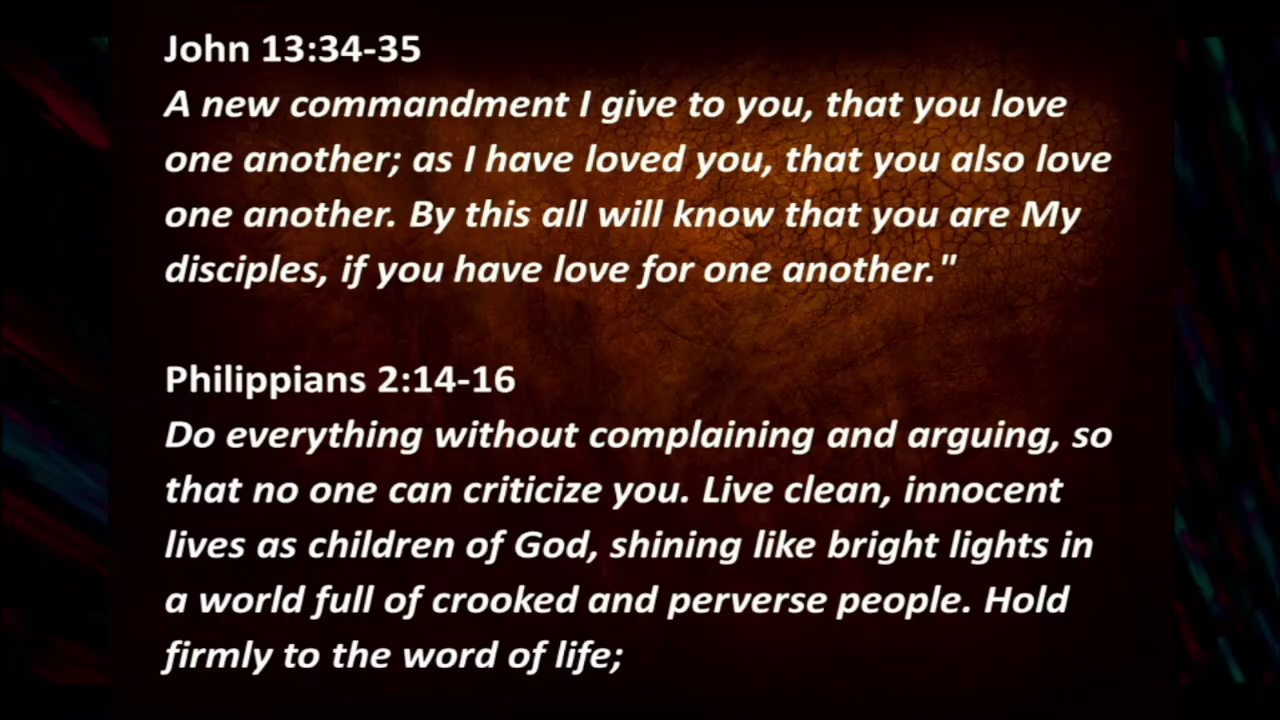 John 13:34-35
A new commandment I give to you, that you love
one another; as I have loved you, that you also love
one another. By this all will know that you are My
disciples, if you have love for one another."
Philippians 2:14-16
Do everything without complaining and arguing, so
that no one can criticize you. Live clean, innocent
lives as children of God, shining like bright lights in
a world full of crooked and perverse people. Hold
firmly to the word of life;